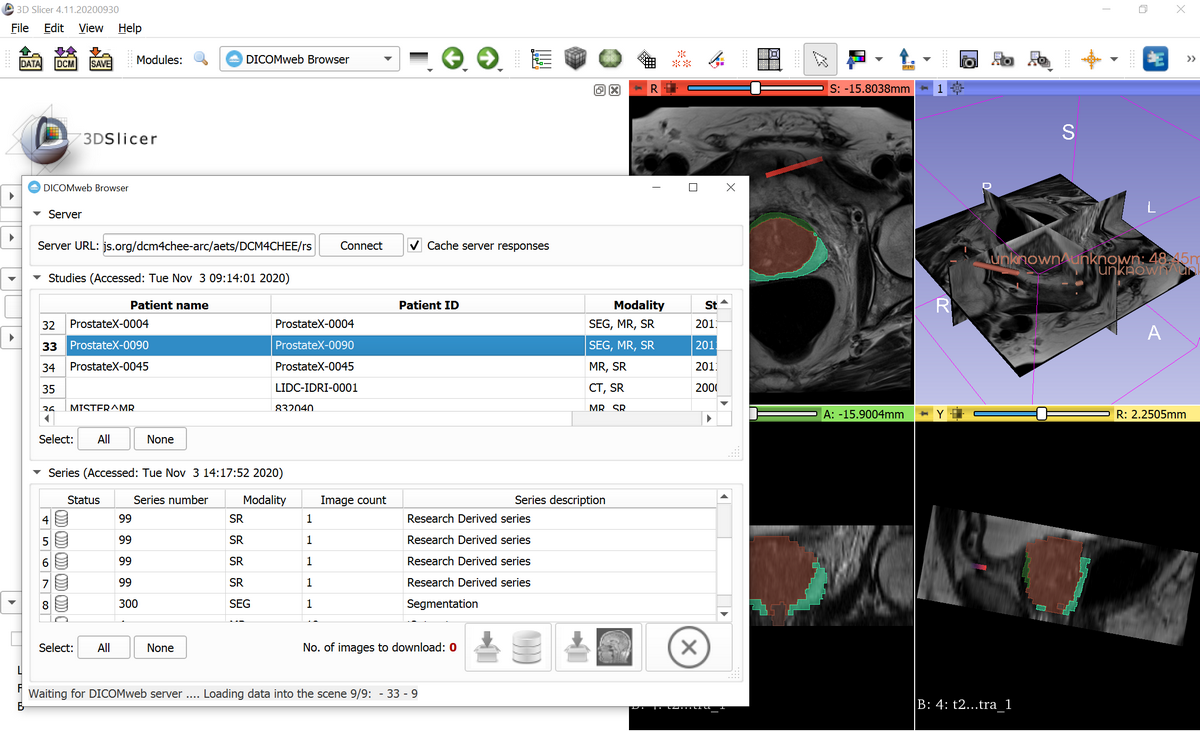 3D Slicer 4.11.20200930
File Edit View Help
DATA DCM SAVE Modules: DICOMweb Browser »
R S: -15.8038mm
1
3DSlicer
S
R L
unknown^unknown: 48.
R A
DICOMweb Browser
Server
Server URL: js.org/dcm4chee-arc/aets/DCM4CHEE/rs Connect Cache server responses
Studies (Accessed: Tue Nov 3 09:14:01 2020)
Patient name Patient ID Modality St
32 ProstateX-0004 ProstateX-0004 SEG, MR, SR 201
33 ProstateX-0090 ProstateX-0090 SEG, MR, SR 201
34 ProstateX-0045 ProstateX-0045 MR, SR 201
35 LIDC-IDRI-0001 CT, SR 200
36 MISTER^MR 832040 MR, SR
Select: All None
A: -15.9004mm
Y R: 2.2505mm
Series (Accessed: Tue Nov 3 14:17:52 2020)
Status Series number Modality Image count Series description
4 99 SR 1 Research Derived series
5 99 SR 1 Research Derived series
6 99 SR 1 Research Derived series
7 99 SR 1 Research Derived series
8 300 SEG 1 Segmentation
Select: All None No. of images to download: 0
Waiting for DICOMweb server .... Loading data into the scene 9/9: - 33 - 9
B: 4: t2...tra_1